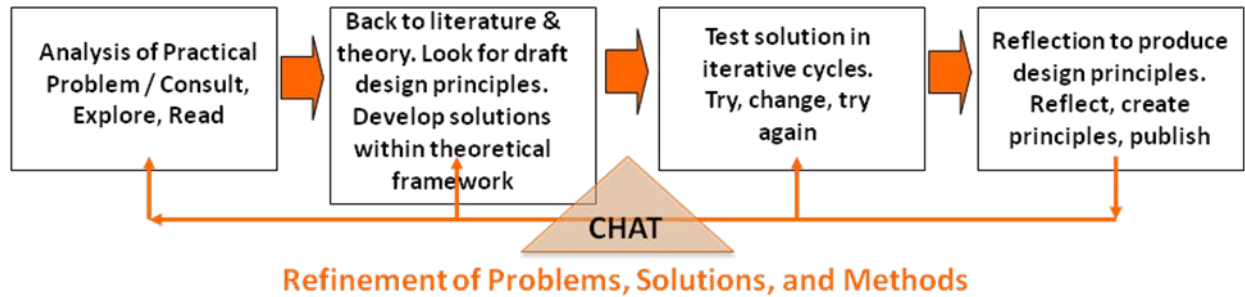 Analysis of Practical
Problem / Consult,
Explore, Read
Back to literature &
theory. Look for draft
design principles.
Develop solutions
within theoretical
framework
Test solution in
iterative cycles.
Try, change, try
again
Reflection to produce
design principles.
Reflect, create
principles, publish
CHAT
Refinement of Problems, Solutions, and Methods